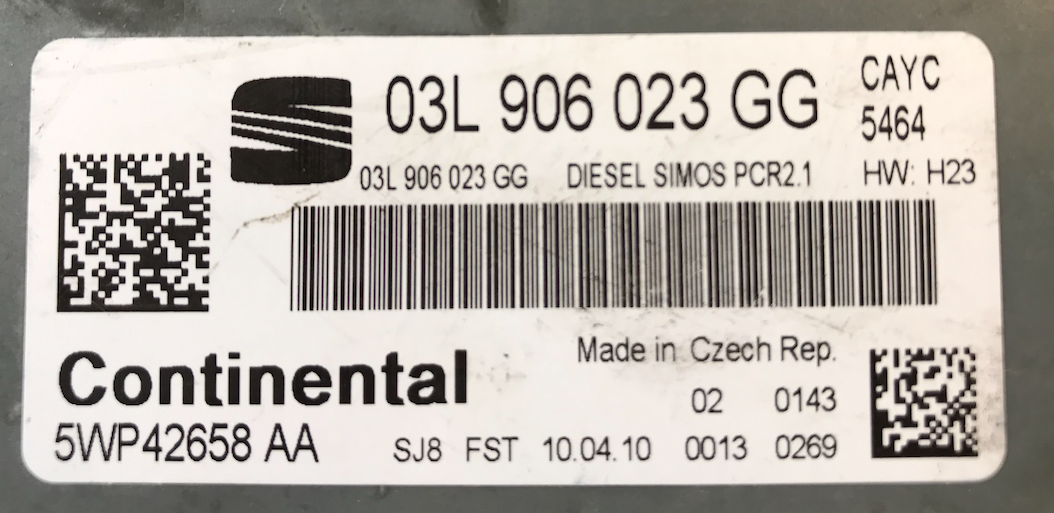 03L 906 023 GG
CAYC
5464
03L 906 023 GG DIESEL SIMOS PCR2.1 HW: H23
Made in Czech Rep.
Continental
02 0143
5WP42658 AA SJ8 FST 10.04.10 0013 0269